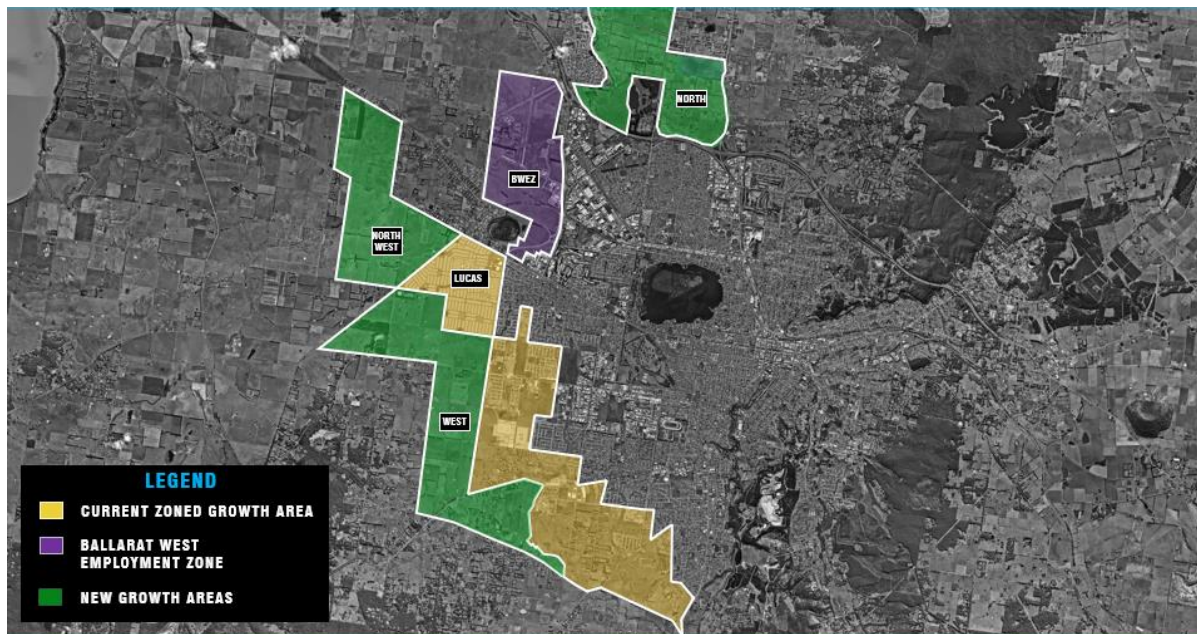 NORTH
BWEZ
NORTH
WEST
LUCAS
WEST
LEGEND
CURRENT ZONED GROWTH AREA
BALLARAT WEST
EMPLOYMENT ZONE
NEW GROWTH AREAS